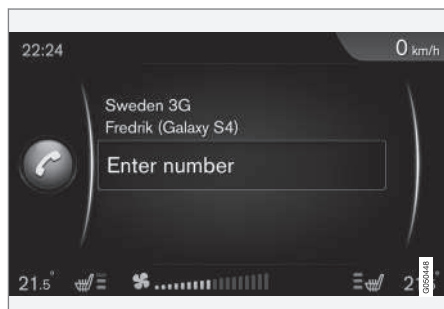 22:24
0 km/h
Sweden 3G
Fredrik (Galaxy S4)
Enter number
21.5°
G050448